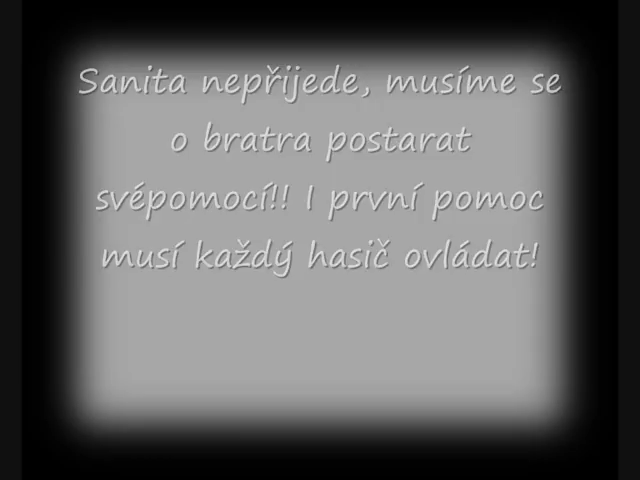 Sanita nepřijede, musíme se
o bratra postarat
svépomocí!! I první pomoc
musí každý hasič ovládat!